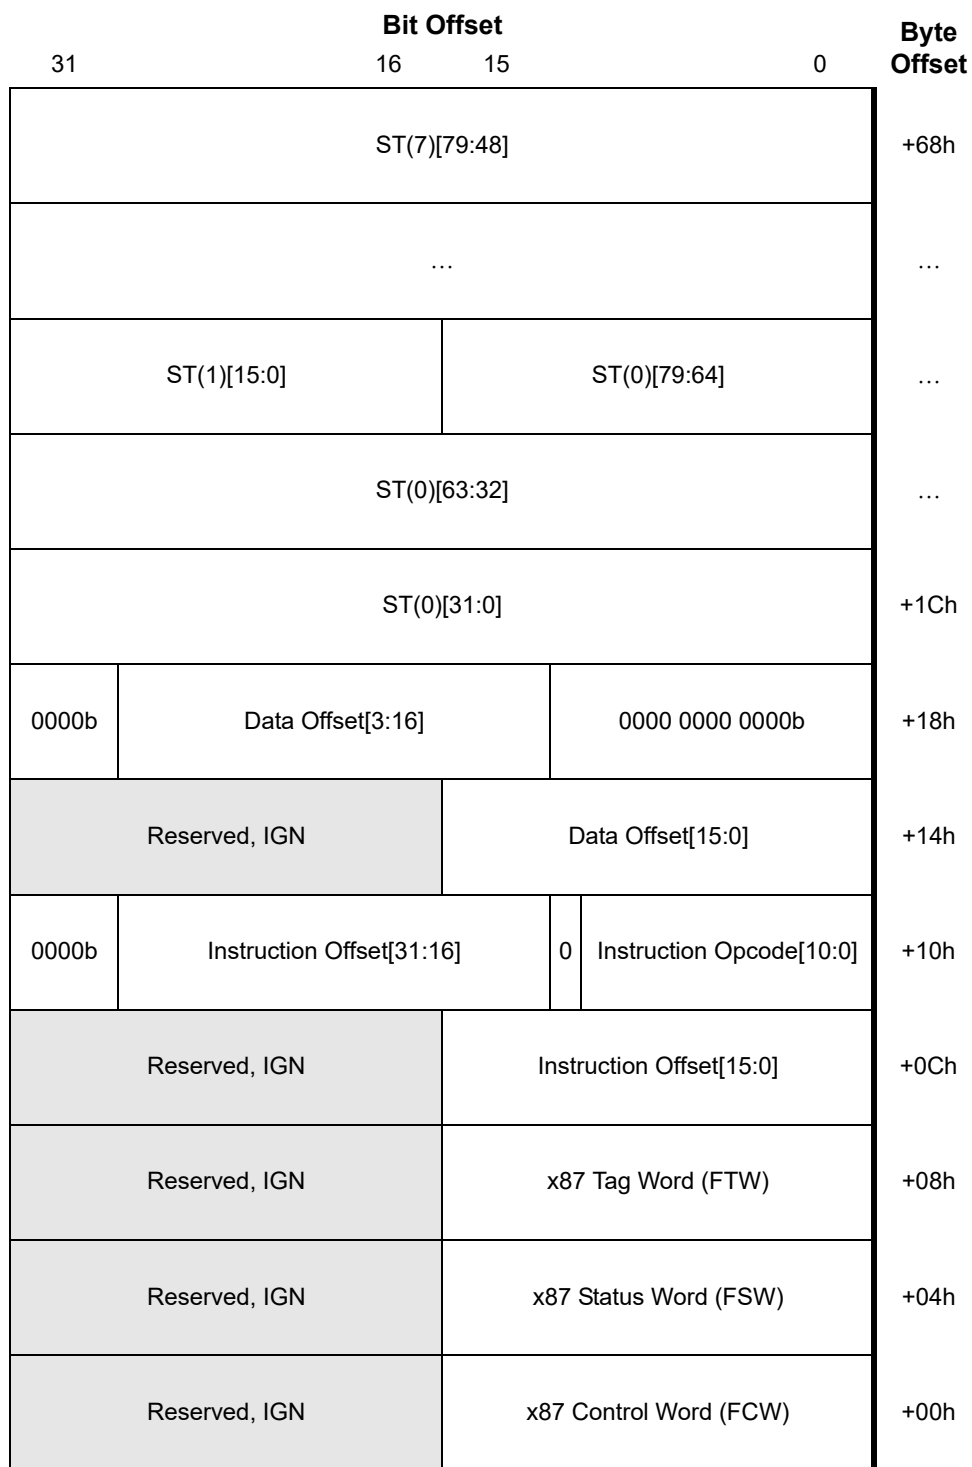 Bit Offset
Byte Offset
31 16 15 0
ST(7)[79:48] +68h
… …
ST(1)[15:0] ST(0)[79:64] …
ST(0)[63:32] …
ST(0)[31:0] +1Ch
0000b Data Offset[3:16] 0000 0000 0000b +18h
Reserved, IGN Data Offset[15:0] +14h
0000b Instruction Offset[31:16] 0 Instruction Opcode[10:0] +10h
Reserved, IGN Instruction Offset[15:0] +0Ch
Reserved, IGN x87 Tag Word (FTW) +08h
Reserved, IGN x87 Status Word (FSW) +04h
Reserved, IGN x87 Control Word (FCW) +00h